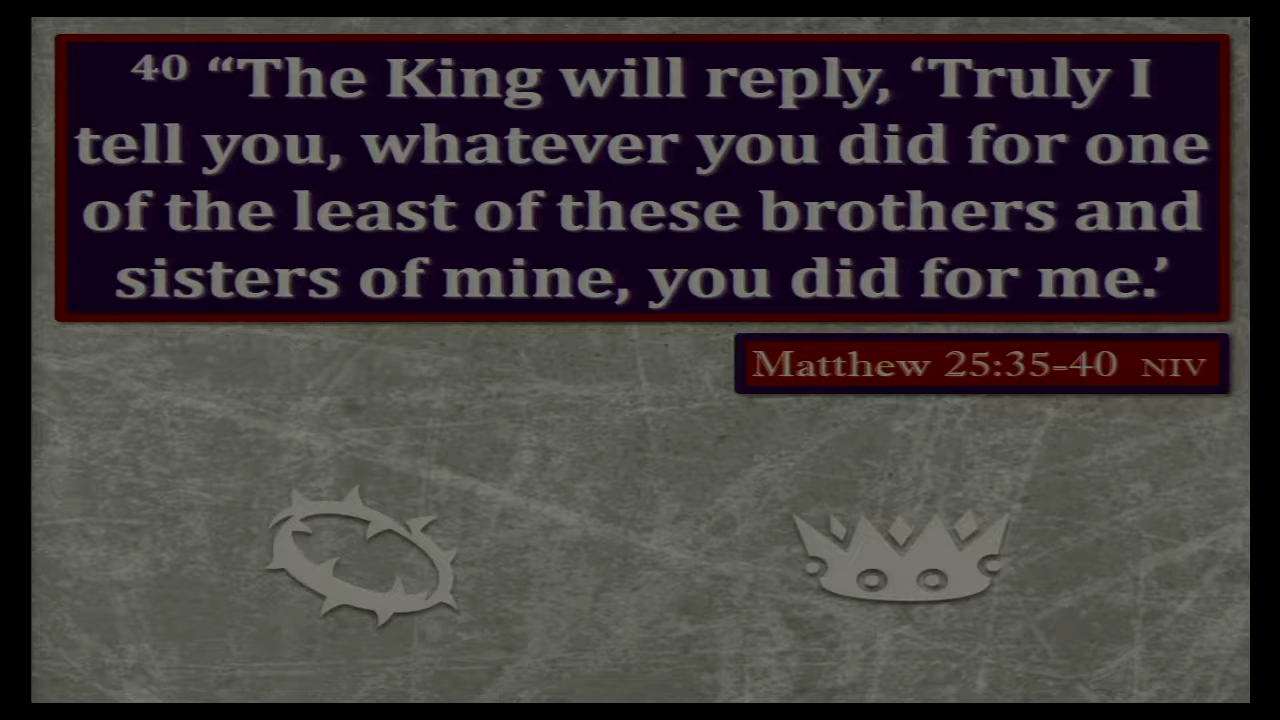 40 “The King will reply, ‘Truly I
tell you, whatever you did for one
of the least of these brothers and
sisters of mine, you did for me.’
Matthew 25:35-40 NIV